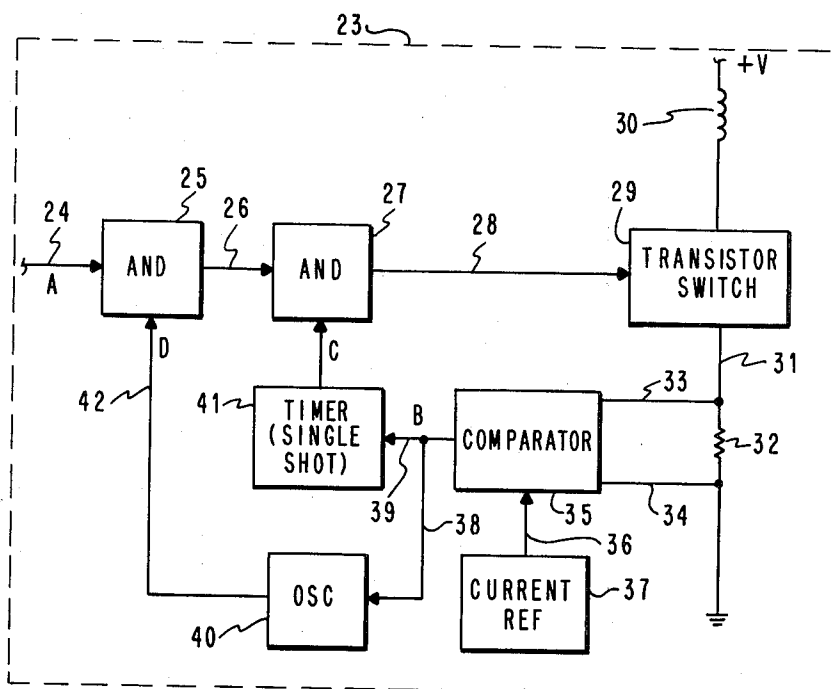 23
+V
30
25
24
26
27
29
28
AND
AND
TRANSISTOR
SWITCH
A
D
C
31
33
42
41
TIMER
(SINGLE
SHOT)
B
COMPARATOR
32
39
38
35
34
36
OSC
CURRENT
REF
37
40